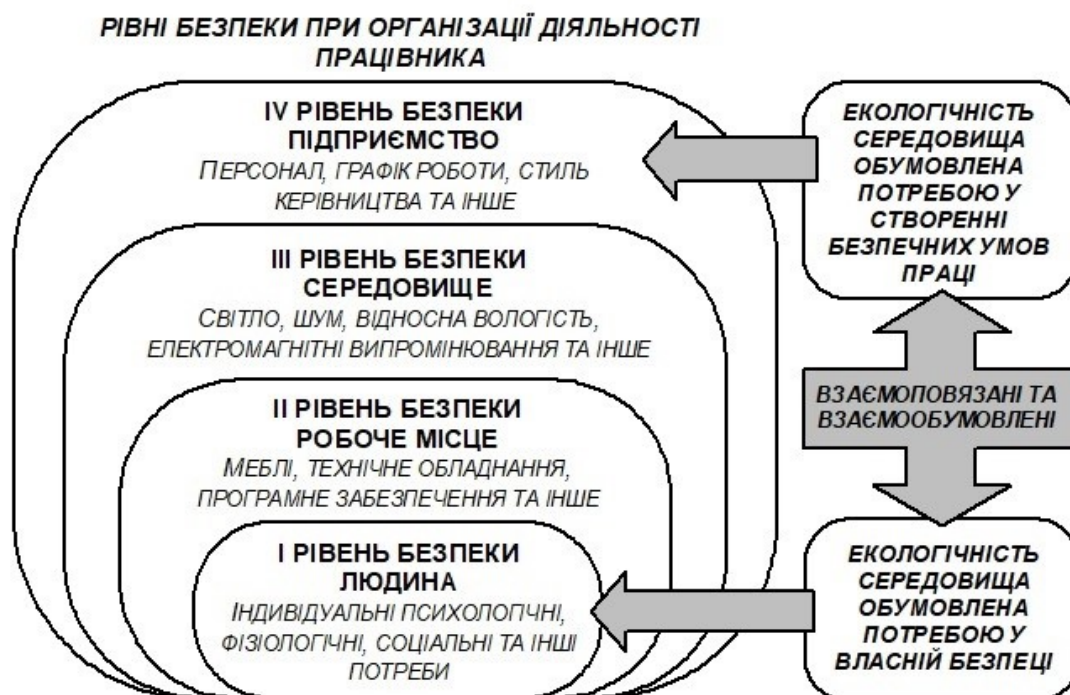 РІВНІ БЕЗПЕКИ ПРИ ОРГАНІЗАЦІЇ ДІЯЛЬНОСТІ
ПРАЦІВНИКА
IV РІВЕНЬ БЕЗПЕКИ
ПІДПРИЄМСТВО
ПЕРСОНАЛ, ГРАФІК РОБОТИ, СТИЛЬ
КЕРІВНИЦТВА ТА ІНШЕ
III РІВЕНЬ БЕЗПЕКИ
СЕРЕДОВИЩЕ
СВІТЛО, ШУМ, ВІДНОСНА ВОЛОГІСТЬ,
ЕЛЕКТРОМАГНІТНІ ВИПРОМІНЮВАННЯ ТА ІНШЕ
II РІВЕНЬ БЕЗПЕКИ
РОБОЧЕ МІСЦЕ
МЕБЛІ, ТЕХНІЧНЕ ОБЛАДНАННЯ,
ПРОГРАМНЕ ЗАБЕЗПЕЧЕННЯ ТА ІНШЕ
I РІВЕНЬ БЕЗПЕКИ
ЛЮДИНА
ІНДИВІДУАЛЬНІ ПСИХОЛОГІЧНІ,
ФІЗІОЛОГІЧНІ, СОЦІАЛЬНІ ТА ІНШІ
ПОТРЕБИ
ЕКОЛОГІЧНІСТЬ
СЕРЕДОВИЩА
ОБУМОВЛЕНА
ПОТРЕБОЮ У
СТВОРЕННІ
БЕЗПЕЧНИХ УМОВ
ПРАЦІ
ВЗАЄМОПОВЯЗАНІ ТА
ВЗАЄМООБУМОВЛЕНІ
ЕКОЛОГІЧНІСТЬ
СЕРЕДОВИЩА
ОБУМОВЛЕНА
ПОТРЕБОЮ У
ВЛАСНІЙ БЕЗПЕЦІ